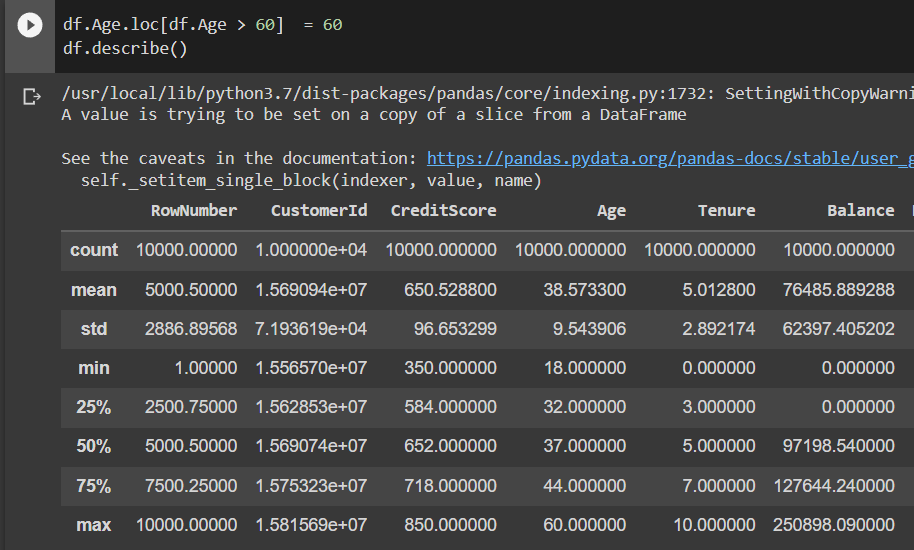 df.Age.loc[df.Age > 60]  = 60
df.describe()
/usr/local/lib/python3.7/dist-packages/pandas/core/indexing.py:1732: SettingWithCopyWarni
A value is trying to be set on a copy of a slice from a DataFrame
See the caveats in the documentation: https://pandas.pydata.org/pandas-docs/stable/user_g
self._setitem_single_block(indexer, value, name)
RowNumber CustomerId CreditScore Age Tenure Balance
count 10000.00000 1.000000e+04 10000.000000 10000.000000 10000.000000 10000.000000
mean 5000.50000 1.569094e+07 650.528800 38.573300 5.012800 76485.889288
std 2886.89568 7.193619e+04 96.653299 9.543906 2.892174 62397.405202
min 1.00000 1.556570e+07 350.000000 18.000000 0.000000 0.000000
25% 2500.75000 1.562853e+07 584.000000 32.000000 3.000000 0.000000
50% 5000.50000 1.569074e+07 652.000000 37.000000 5.000000 97198.540000
75% 7500.25000 1.575323e+07 718.000000 44.000000 7.000000 127644.240000
max 10000.00000 1.581569e+07 850.000000 60.000000 10.000000 250898.090000